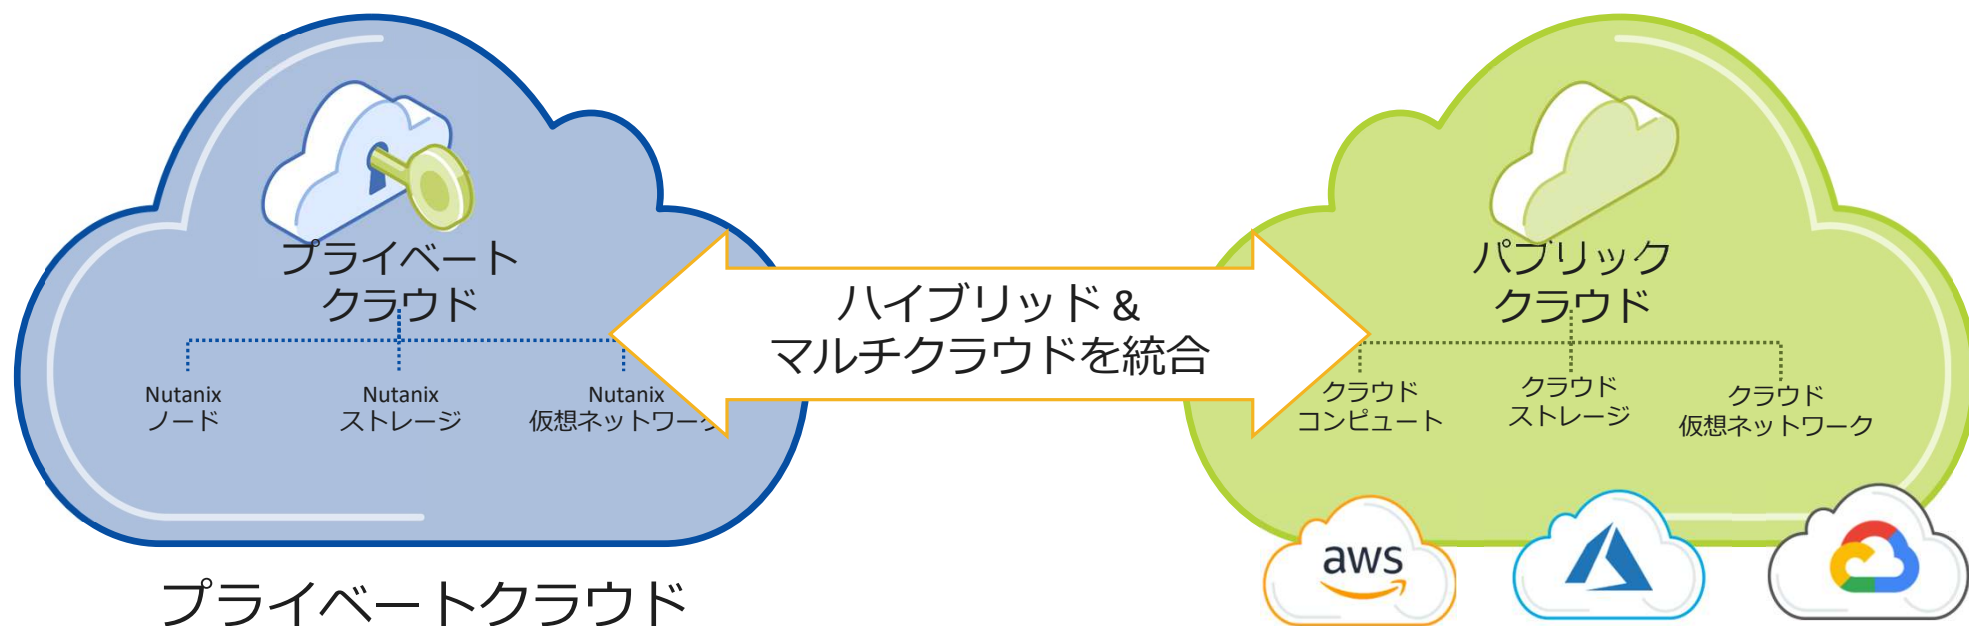 プライベート
クラウド
Nutanix
ノード
Nutanix
ストレージ
Nutanix
仮想ネットワーク
ハイブリッド &
マルチクラウドを統合
パブリック
クラウド
クラウド
コンピュート
クラウド
ストレージ
クラウド
仮想ネットワーク
aws
プライベートクラウド